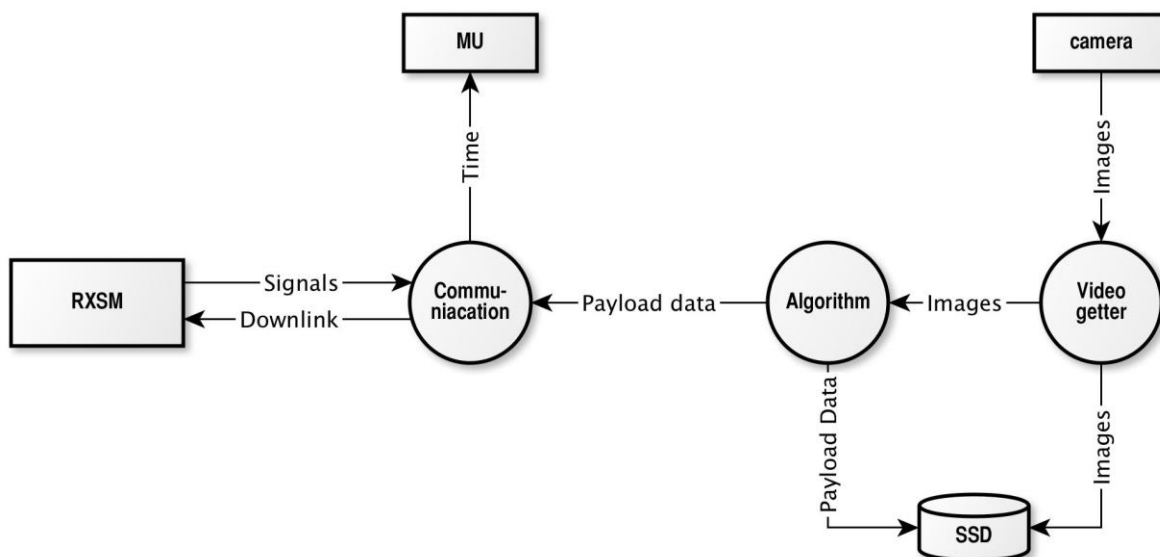 MU
camera
Time
Images
RXSM
Signals
Downlink
Commu-
niacation
Payload data
Algorithm
Images
Video
getter
Payload Data
Images
SSD